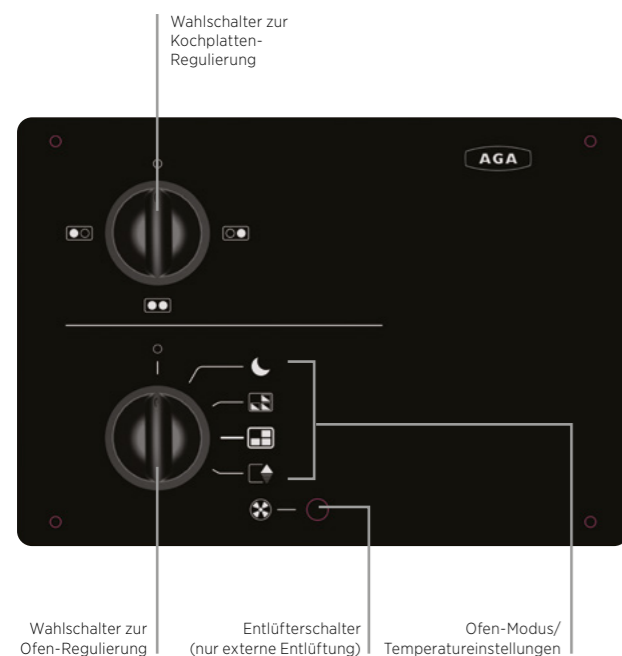 Wahlschalter zur
Kochplatten-
Regulierung
AGA
Wahlschalter zur
Ofen-Regulierung
Entlüfterschalter
(nur externe Entlüftung)
Ofen-Modus/
Temperatureinstellungen